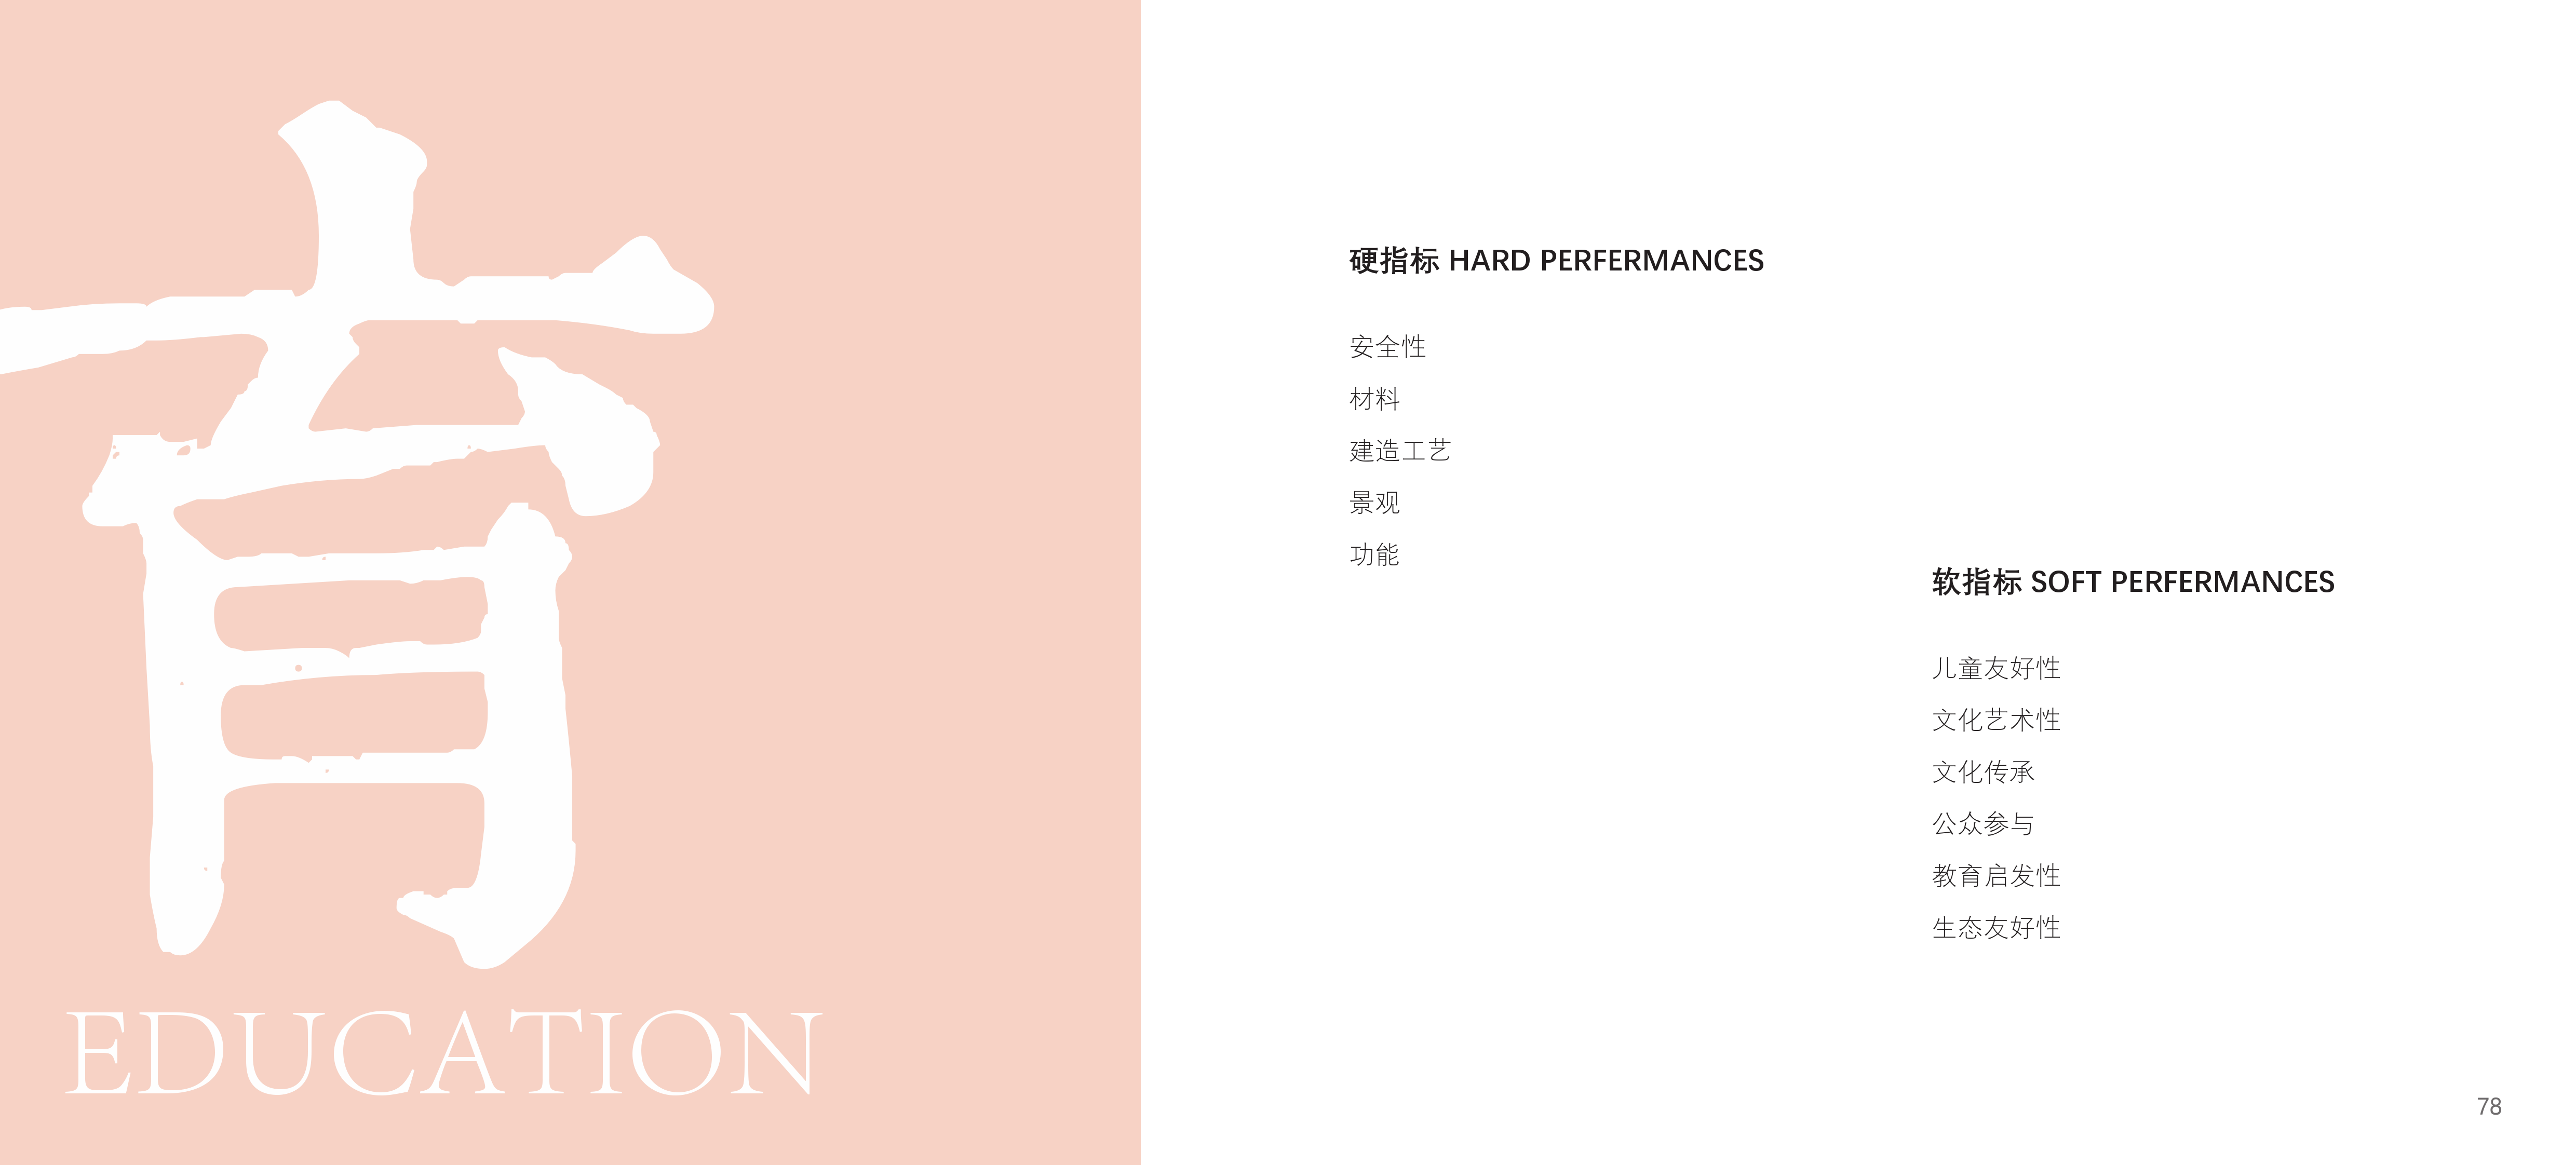 育
EDUCATION
硬指标 HARD PERFERMANCES
安全性
材料
建造工艺
景观
功能
软指标 SOFT PERFERMANCES
儿童友好性
文化艺术性
文化传承
公众参与
教育启发性
生态友好性
78